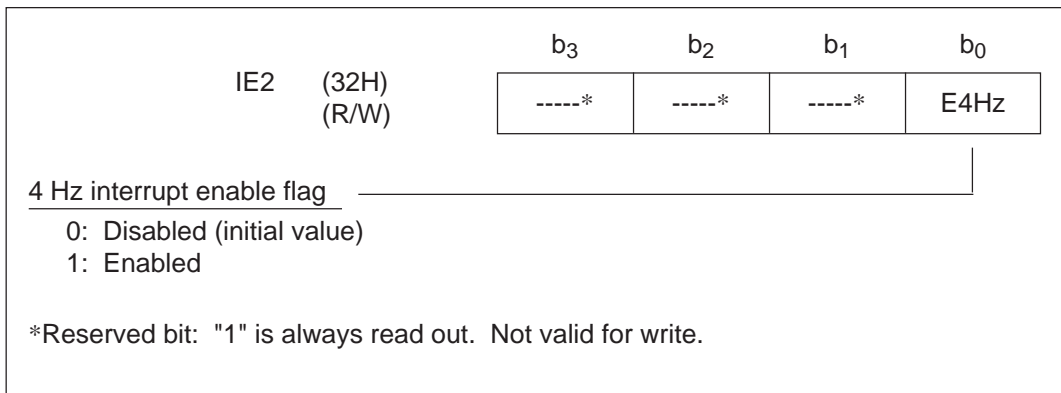 b3 b2 b1 b0
IE2 (32H)
(R/W)
-----* -----* -----* E4Hz
4 Hz interrupt enable flag
0: Disabled (initial value)
1: Enabled
*Reserved bit: "1" is always read out. Not valid for write.